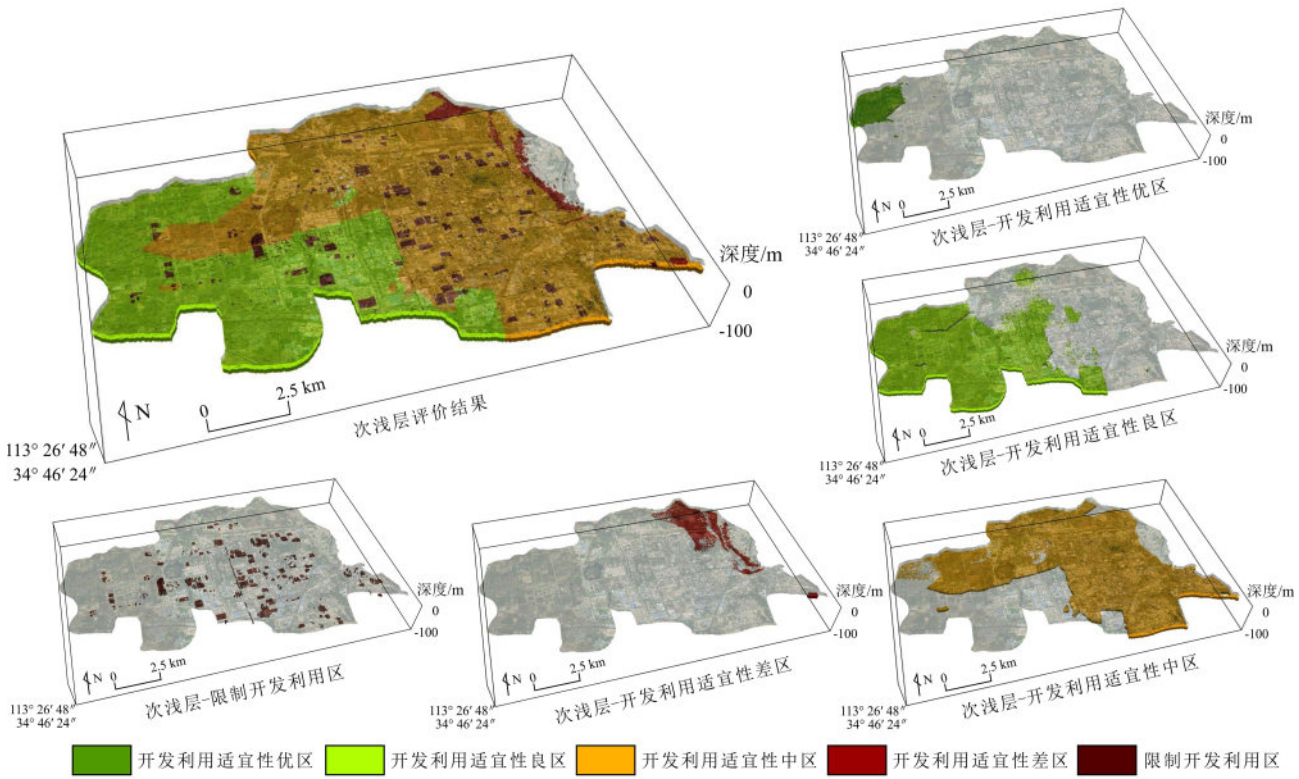 深度/m
0
-100
N
0
2.5 km
次浅层评价结果
113° 26′ 48″
34° 46′ 24″
深度/m
0
-100
N
0
2.5 km
次浅层-开发利用适宜性优区
113° 26′ 48″
34° 46′ 24″
深度/m
0
-100
N
0
2.5 km
次浅层-开发利用适宜性良区
113° 26′ 48″
34° 46′ 24″
深度/m
0
-100
N
0
2.5 km
次浅层-限制开发利用区
113° 26′ 48″
34° 46′ 24″
深度/m
0
-100
N
0
2.5 km
次浅层-开发利用适宜性差区
113° 26′ 48″
34° 46′ 24″
深度/m
0
-100
N
0
2.5 km
次浅层-开发利用适宜性中区
113° 26′ 48″
34° 46′ 24″
开发利用适宜性优区
开发利用适宜性良区
开发利用适宜性中区
开发利用适宜性差区
限制开发利用区